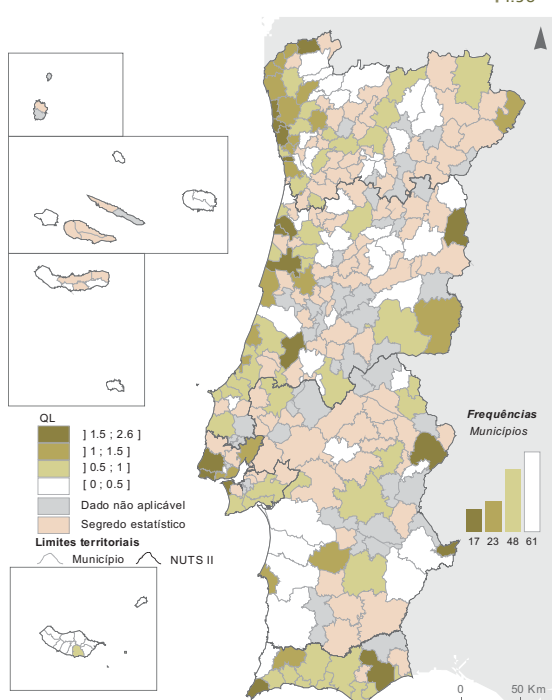 QL
] 1.5 ; 2.6 ]
] 1 ; 1.5 ]
] 0.5 ; 1 ]
[ 0 ; 0.5 ]
Dado não aplicável
Segredo estatístico
Limites territoriais
Município NUTS II
Frequências
Municípios
17 23 48 61
0 50 Km